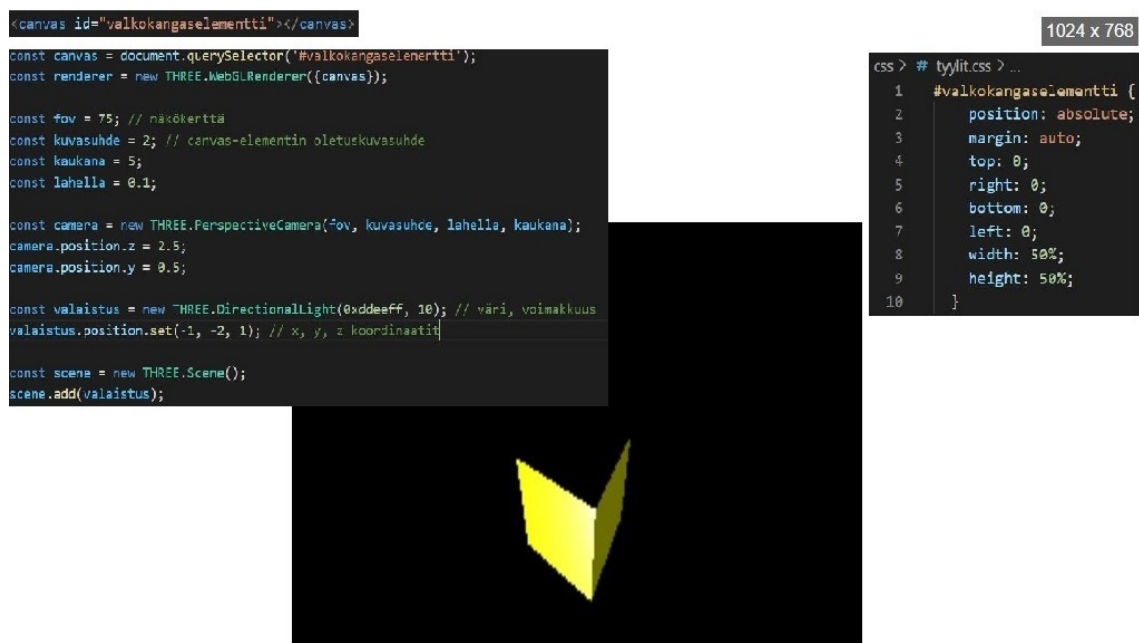 <canvas id="valkokangaselementti"></canvas>
const canvas = document.querySelector('#valkokangaselenertti');
const renderer = new THREE.WebGLRenderer({canvas});
const fov = 75; // näkökerttä
const kuvasuhde = 2; // canvas-elementin oletuskuvasuhde
const kaukana = 5;
const lahella = 0.1;
const camera = new THREE.PerspectiveCamera(fov, kuvasuhde, lahella, kaukana);
camera.position.z = 2.5;
camera.position.y = 0.5;
const valaistus = new THREE.DirectionalLight(0xddeeff, 10); // väri, voimakkuus
valaistus.position.set(-1, -2, 1); // x, y, z koordinaatit
const scene = new THREE.Scene();
scene.add(valaistus);
1024 x 768
css > # tyylit.css > ...
1 #valkokangaselementti {
2 position: absolute;
3 margin: auto;
4 top: 0;
5 right: 0;
6 bottom: 0;
7 left: 0;
8 width: 50%;
9 height: 50%;
10 }